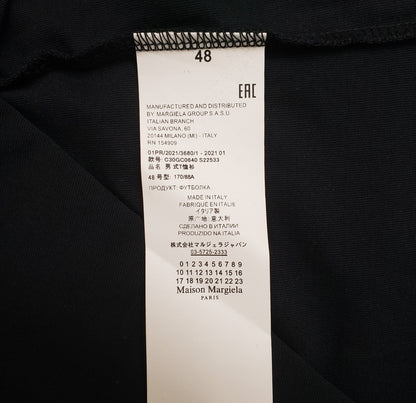 48
EAC
MANUFACTURED AND DISTRIBUTED
BY: MARGIELA GROUP S.A.S.U
ITALIAN BRANCH
VIA SAVONA, 60
20144 MILANO (MI) - ITALY
RN 154909
01PR/2021/3680/1 - 2021 01
款号: C30GC0640 S22533
品名 男式T恤衫
48 号型: 170/88A
ПРОДУКТ: ФУТБОЛКА
MADE IN ITALY
FABRIQUÉ EN ITALIE
イタリア製
原产地: 意大利
СДЕЛАНО В ИТАЛИИ
PRODUZIDO NA ITALIA
株式会社マルジェラジャパン
03-5725-2333
0 1 2 3 4 5 6 7 8 9
10 11 12 13 14 15 16
17 18 19 20 21 22 23
Maison Margiela
PARIS